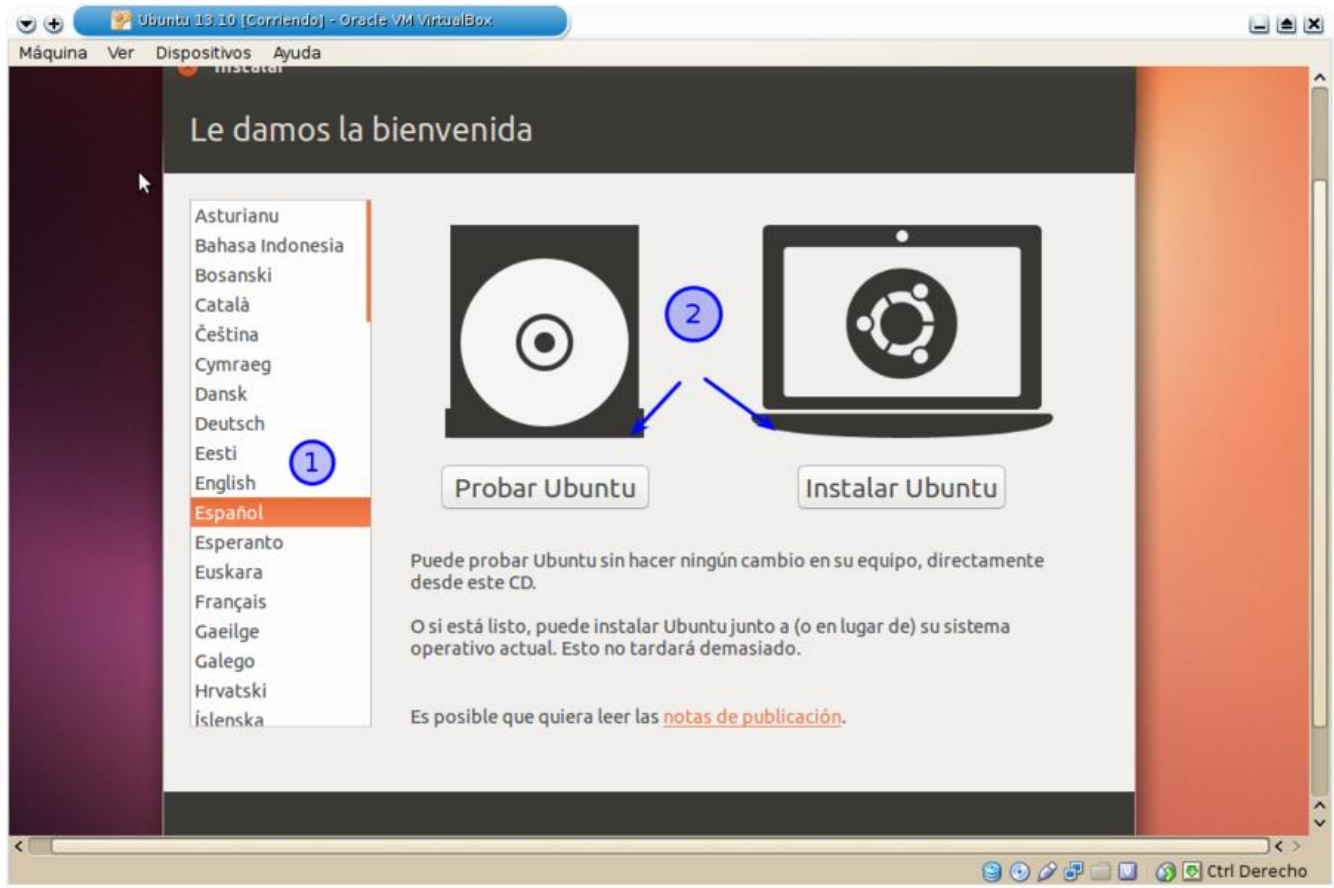 Ubuntu 13.10 [Corriendo] - Oracle VM VirtualBox
Máquina Ver Dispositivos Ayuda
Instalar
Le damos la bienvenida
Asturianu
Bahasa Indonesia
Bosanski
Català
Čeština
Cymraeg
Dansk
Deutsch
Eesti
English
Español
Esperanto
Euskara
Français
Gaeilge
Galego
Hrvatski
Íslenska
1
2
Probar Ubuntu
Instalar Ubuntu
Puede probar Ubuntu sin hacer ningún cambio en su equipo, directamente
desde este CD.
O si está listo, puede instalar Ubuntu junto a (o en lugar de) su sistema
operativo actual. Esto no tardará demasiado.
Es posible que quiera leer las notas de publicación.
Ctrl Derecho